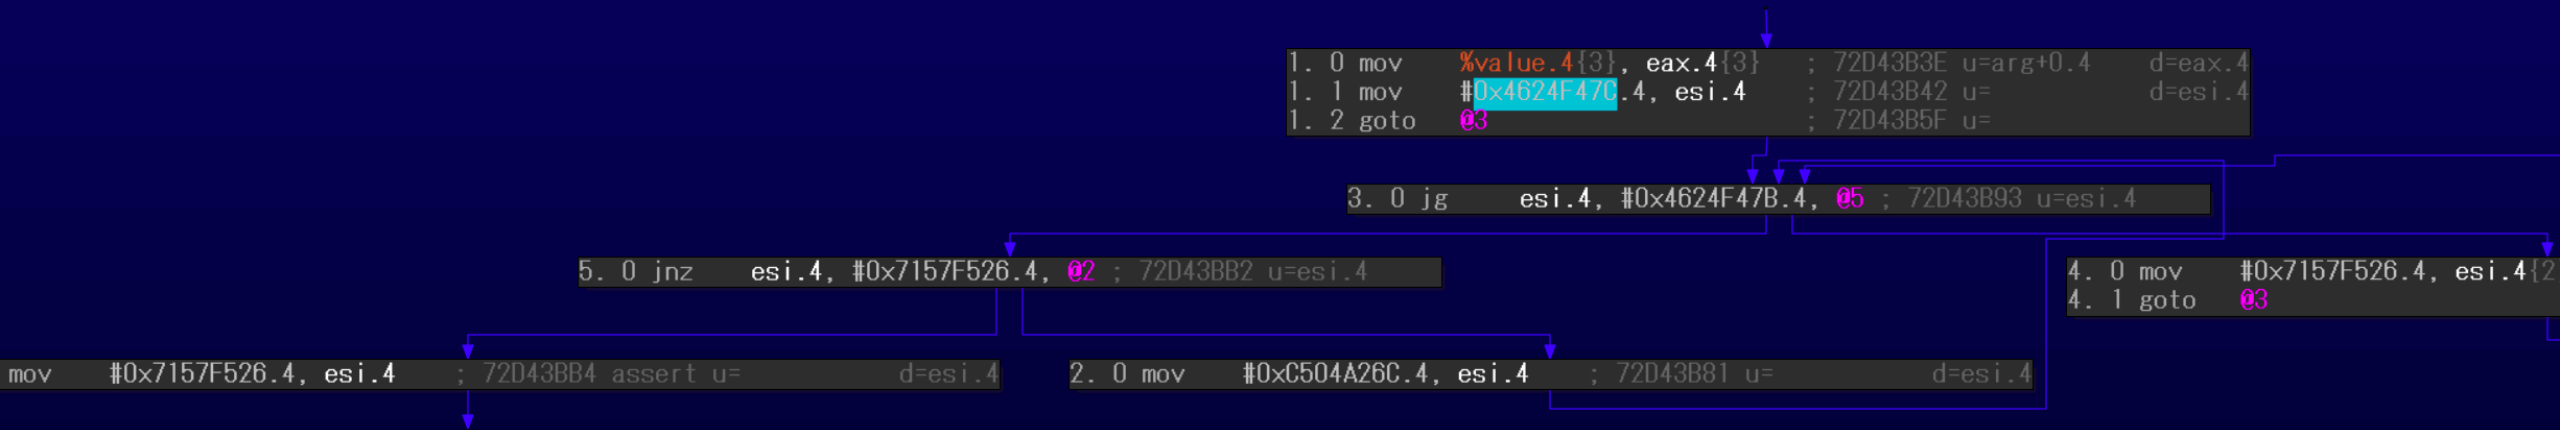 1. 0 mov %value.4{3}, eax.4{3} ; 72D43B3E u=arg+0.4 d=eax.4
1. 1 mov #0x4624F47C.4, esi.4 ; 72D43B42 u= d=esi.4
1. 2 goto @3 ; 72D43B5F u=
3. 0 jg esi.4, #0x4624F47B.4, @5 ; 72D43B93 u=esi.4
5. 0 jnz esi.4, #0x7157F526.4, @2 ; 72D43BB2 u=esi.4
4. 0 mov #0x7157F526.4, esi.4{2
4. 1 goto @3
mov #0x7157F526.4, esi.4 ; 72D43BB4 assert u= d=esi.4
2. 0 mov #0xC504A26C.4, esi.4 ; 72D43B81 u= d=esi.4